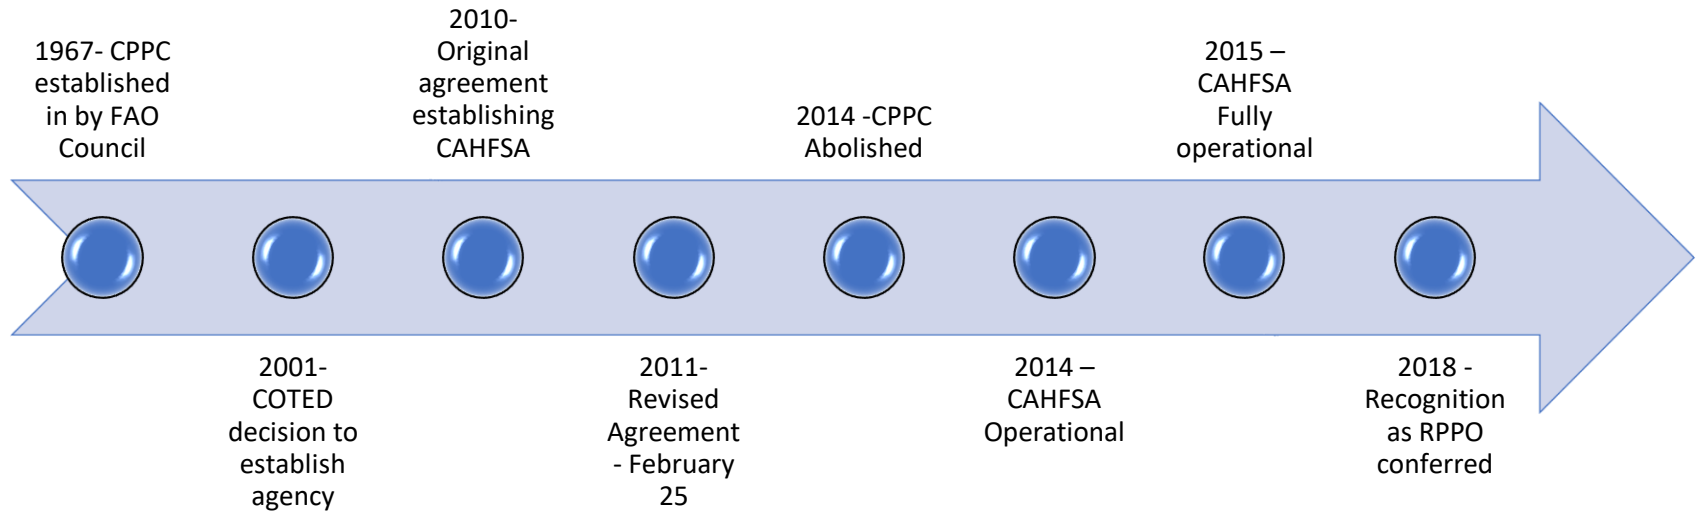 1967- CPPC
established
in by FAO
Council
2001-
COTED
decision to
establish
agency
2010-
Original
agreement
establishing
CAHFSA
2011-
Revised
Agreement
- February
25
2014 -CPPC
Abolished
2014 –
CAHFSA
Operational
2015 –
CAHFSA
Fully
operational
2018 -
Recognition
as RPPO
conferred